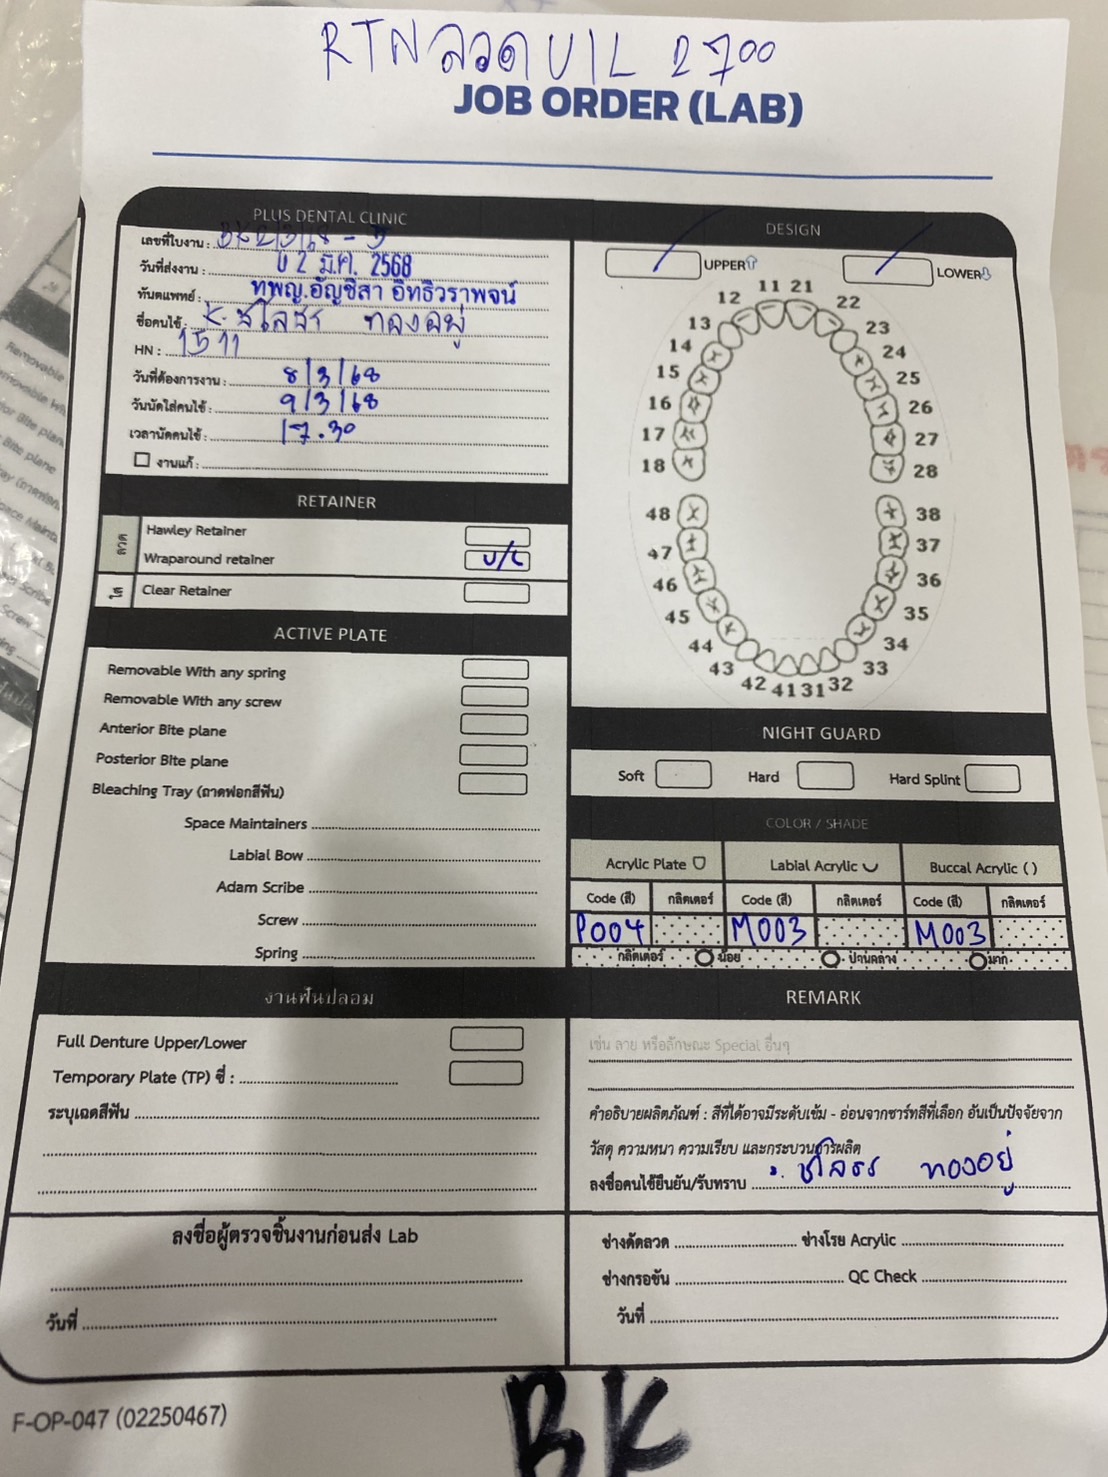 RTN ลวด U/L 2700
JOB ORDER (LAB)
PLUS DENTAL CLINIC
เลขที่ใบงาน : BK2/3/68 - 5
วันที่ส่งงาน : 02 มี.ค. 2568
ทันตแพทย์ : ทพญ.อัญชิสา อิทธิวราพจน์
ชื่อคนไข้ : K. ชโลธร ทองอยู่
HN : 1511
วันที่ต้องการงาน : 8/3/68
วันนัดใส่คนไข้ : 9/3/68
เวลานัดคนไข้ : 17.30
งานแก้ :
DESIGN
/ UPPER
/ LOWER
11 21
12 22
13 23
14 24
15 25
16 26
17 27
18 28
48 38
47 37
46 36
45 35
44 34
43 33
42 41 31 32
RETAINER
ลวด
Hawley Retainer
Wraparound retainer U/L
ใส
Clear Retainer
ACTIVE PLATE
Removable With any spring
Removable With any screw
Anterior Bite plane
Posterior Bite plane
Bleaching Tray (ถาดฟอกสีฟัน)
Space Maintainers
Labial Bow
Adam Scribe
Screw
Spring
NIGHT GUARD
Soft Hard Hard Splint
COLOR / SHADE
Acrylic Plate Labial Acrylic Buccal Acrylic ( )
Code (สี) กลิตเตอร์ Code (สี) กลิตเตอร์ Code (สี) กลิตเตอร์
P004 M003 M003
กลิตเตอร์ น้อย ปานกลาง มาก
งานฟันปลอม
Full Denture Upper/Lower
Temporary Plate (TP) ซี่ :
ระบุเฉดสีฟัน
REMARK
เช่น ลาย หรือลักษณะ Special อื่นๆ
คำอธิบายผลิตภัณฑ์ : สีที่ได้อาจมีระดับเข้ม - อ่อนจากชาร์ทสีที่เลือก อันเป็นปัจจัยจาก
วัสดุ ความหนา ความเรียบ และกระบวนการผลิต
ลงชื่อคนไข้ยืนยัน/รับทราบ ชโลธร ทองอยู่
ลงชื่อผู้ตรวจชิ้นงานก่อนส่ง Lab
วันที่
ช่างดัดลวด ช่างโรย Acrylic
ช่างกรอขัน QC Check
วันที่
F-OP-047 (02250467)
BK